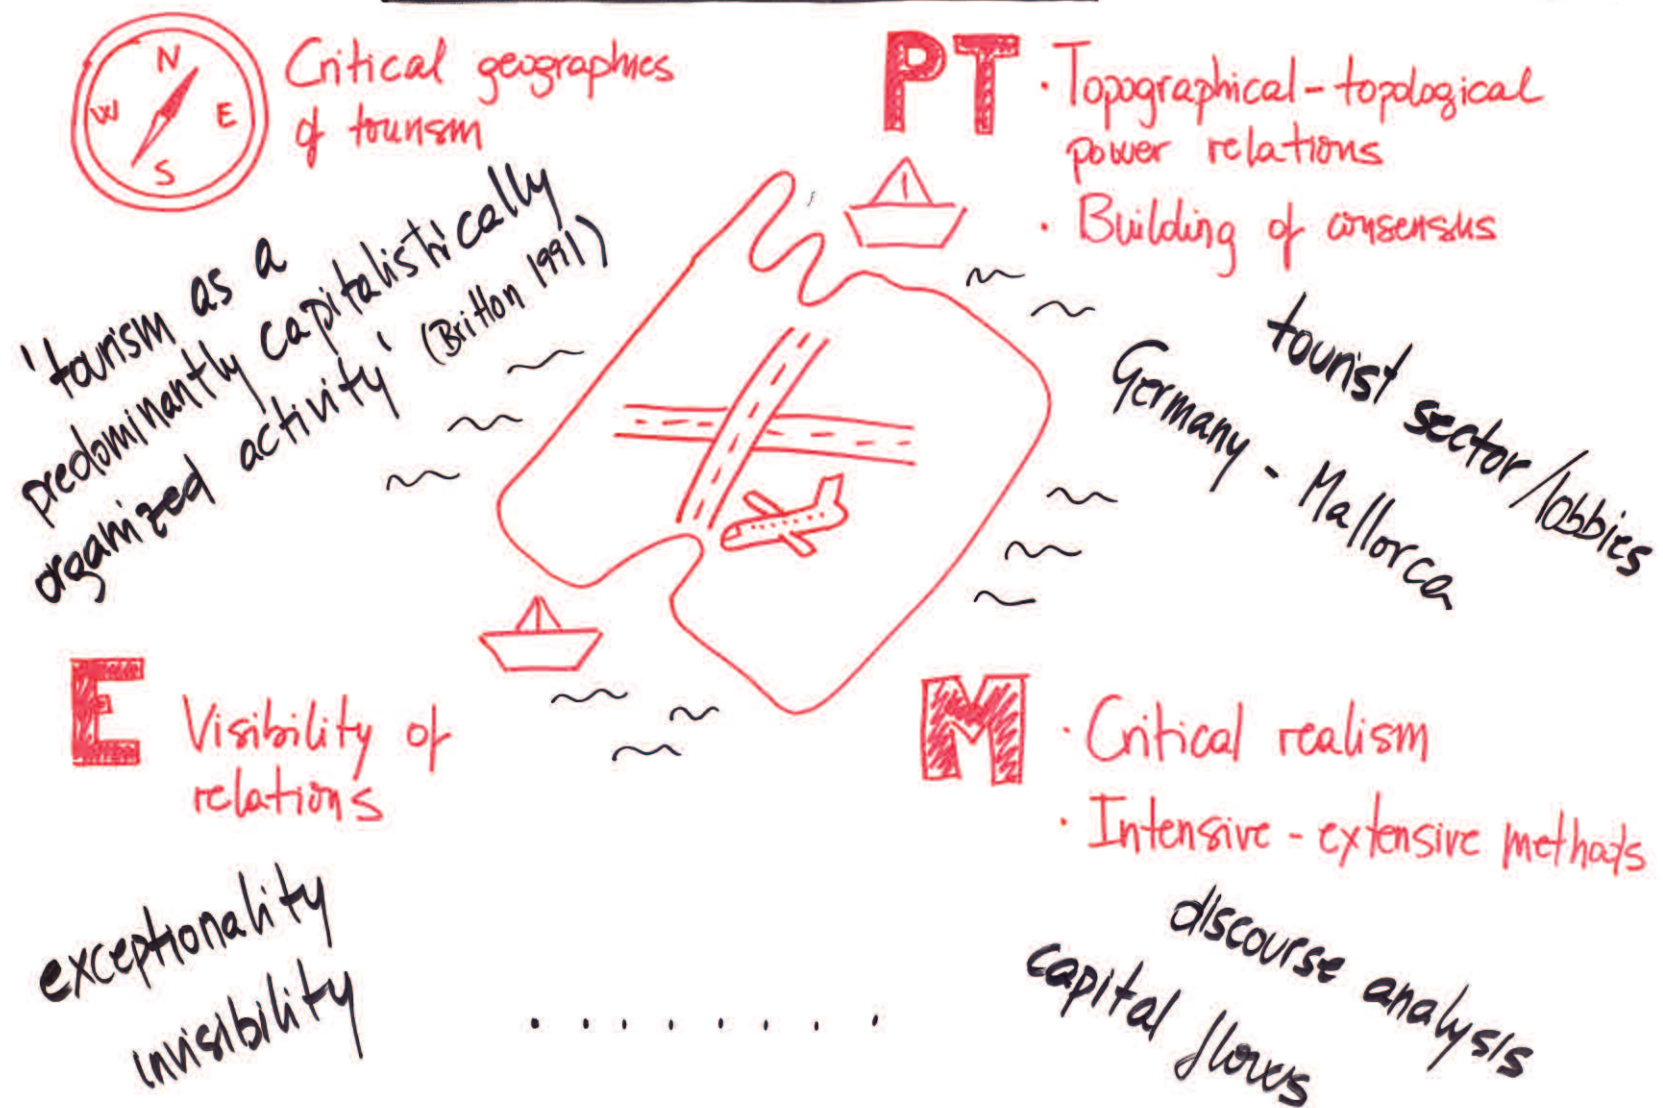 N
W
E
S
Critical geographies
of tourism
'tourism as a
predominantly capitalistically
organized activity' (Britton 1991)
PT
· Topographical-topological
power relations
· Building of consensus
tourist sector/lobbies
Germany - Mallorca
E
Visibility of
relations
exceptionality
invisibility
M
· Critical realism
· Intensive-extensive methods
discourse analysis
capital flows